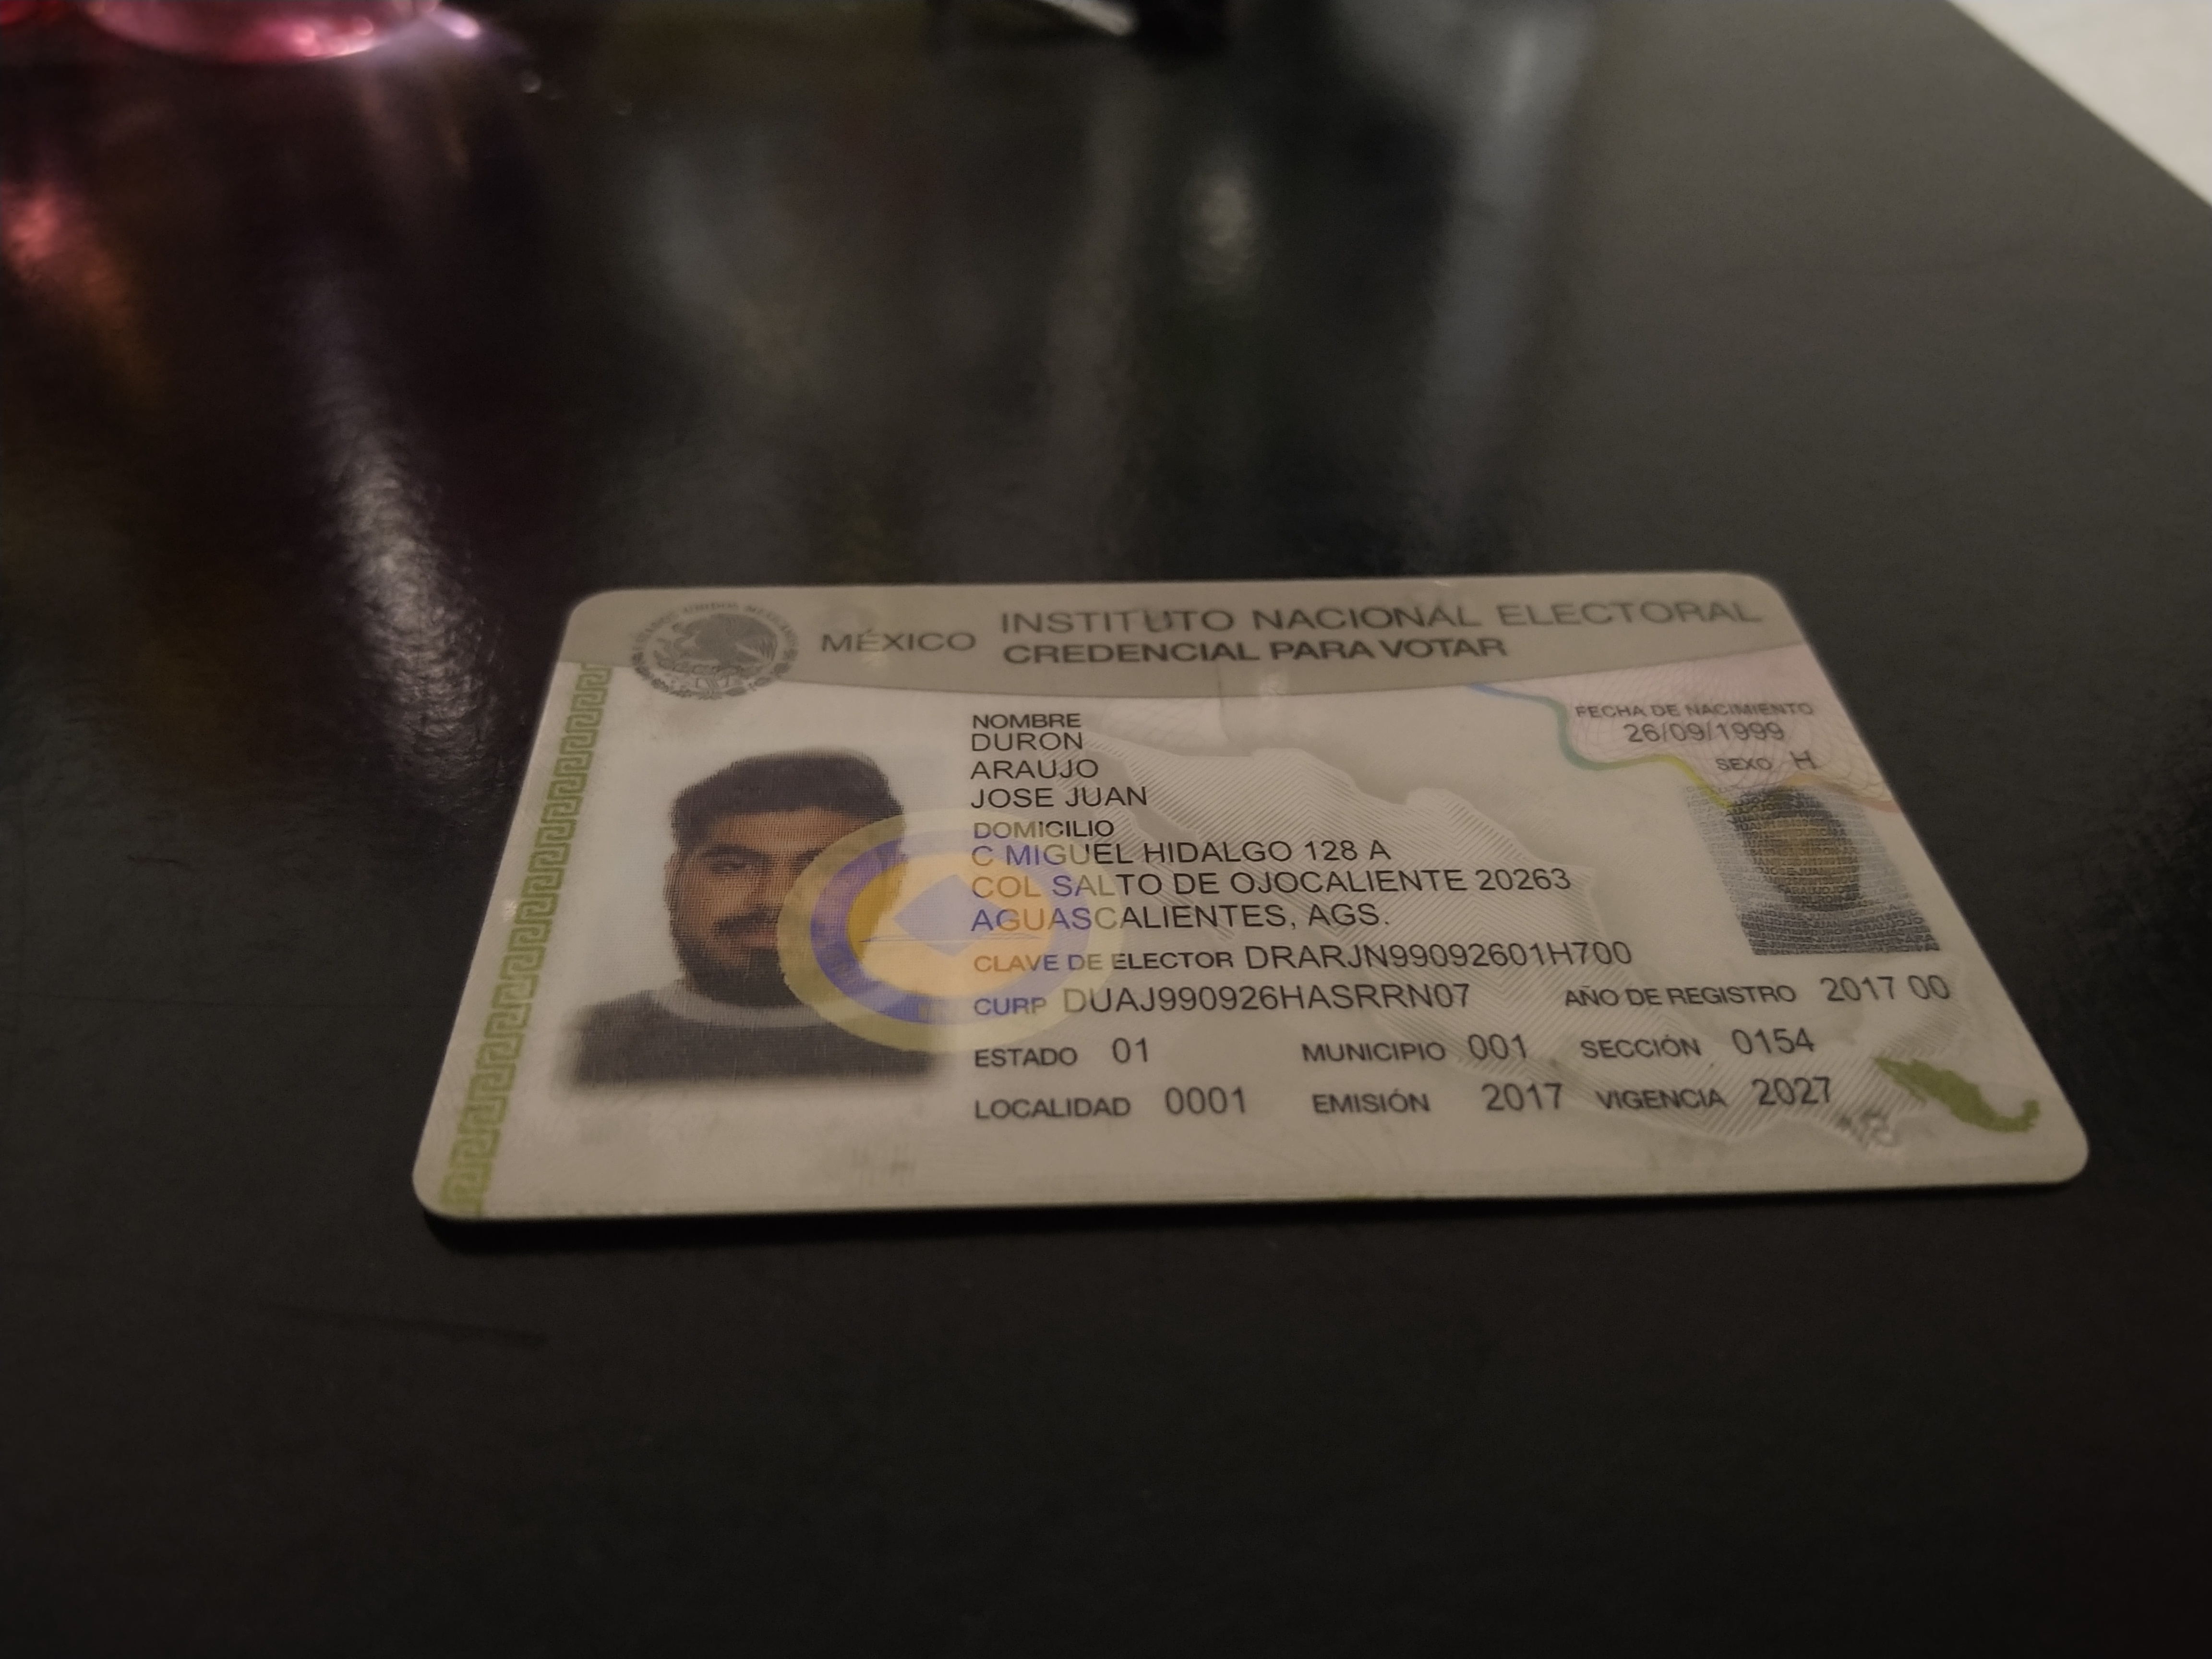 MÉXICO
INSTITUTO NACIONAL ELECTORAL
CREDENCIAL PARA VOTAR
NOMBRE
DURON
ARAUJO
JOSE JUAN
FECHA DE NACIMIENTO
26/09/1999
SEXO H
DOMICILIO
C MIGUEL HIDALGO 128 A
COL SALTO DE OJOCALIENTE 20263
AGUASCALIENTES, AGS.
CLAVE DE ELECTOR DRARJN99092601H700
CURP DUAJ990926HASRRN07 AÑO DE REGISTRO 2017 00
ESTADO 01 MUNICIPIO 001 SECCIÓN 0154
LOCALIDAD 0001 EMISIÓN 2017 VIGENCIA 2027